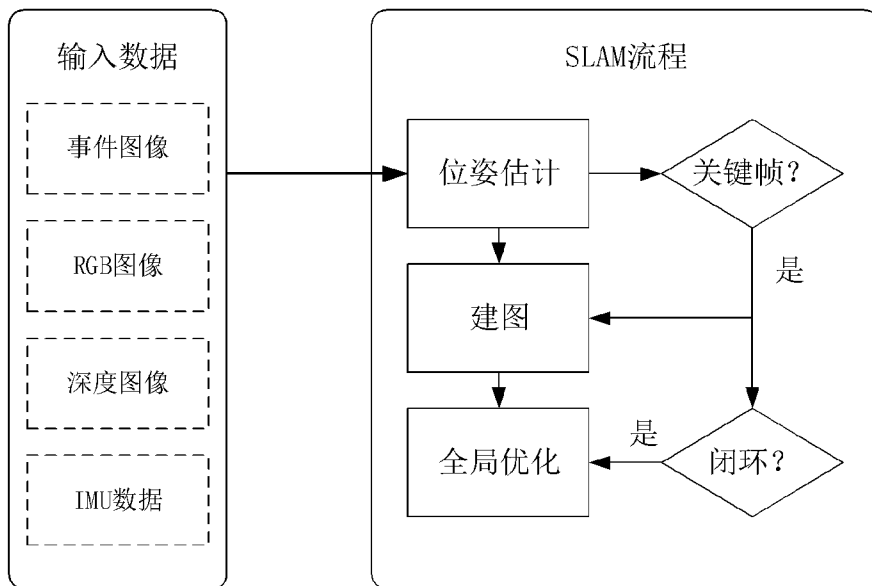 输入数据
事件图像
RGB图像
深度图像
IMU数据
SLAM流程
位姿估计
关键帧?
是
建图
全局优化
是
闭环?